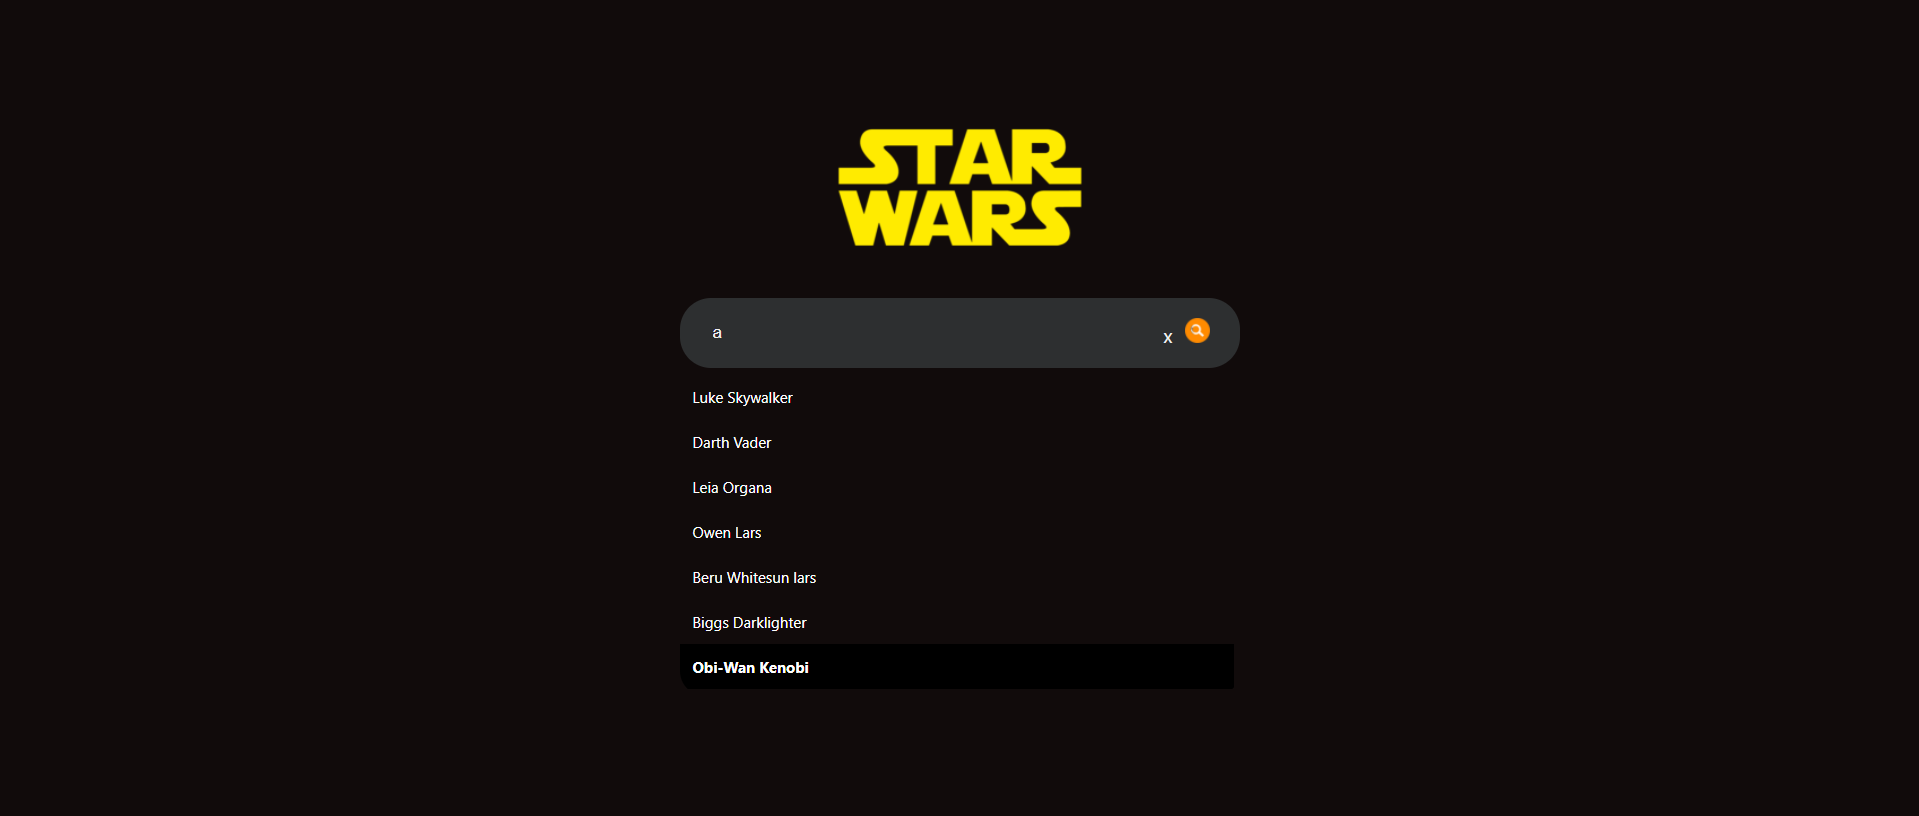 STAR
WARS
a x
Luke Skywalker
Darth Vader
Leia Organa
Owen Lars
Beru Whitesun lars
Biggs Darklighter
Obi-Wan Kenobi